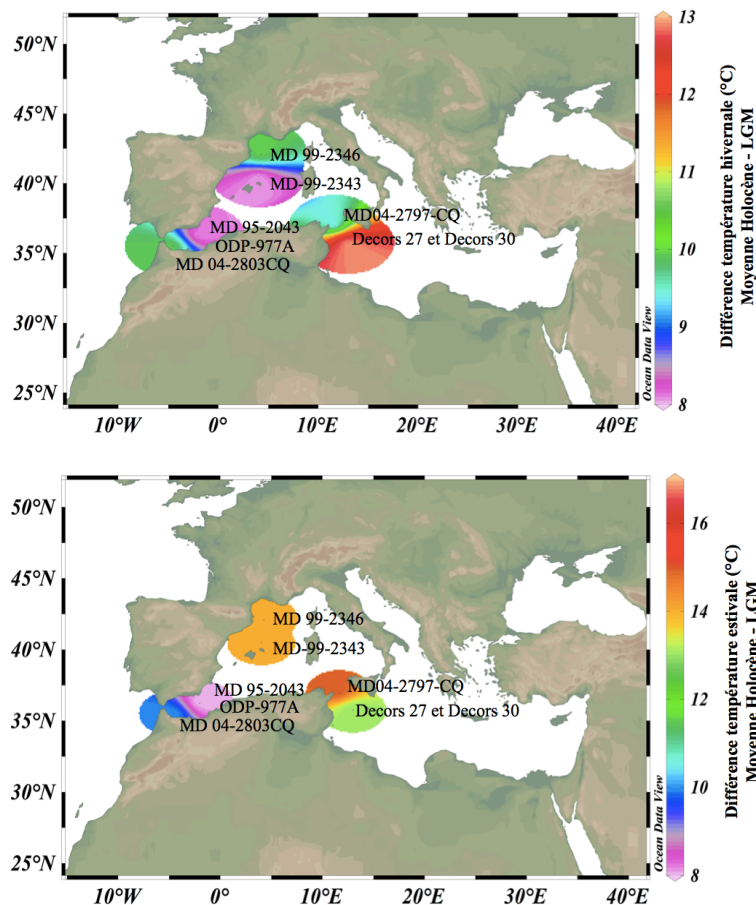 50°N
45°N
40°N
35°N
30°N
25°N
MD 99-2346
MD-99-2343
MD04-2797-CQ
MD 95-2043
ODP-977A
Decors 27 et Decors 30
MD 04-2803CQ
10°W
0°
10°E
20°E
30°E
40°E
Ocean Data View
13
12
11
10
9
8
Différence température hivernale (°C)
Moyenne Holocène - LGM
50°N
45°N
40°N
35°N
30°N
25°N
MD 99-2346
MD-99-2343
MD04-2797-CQ
MD 95-2043
ODP-977A
Decors 27 et Decors 30
MD 04-2803CQ
10°W
0°
10°E
20°E
30°E
40°E
Ocean Data View
16
14
12
10
8
Différence température estivale (°C)
Moyenne Holocène - LGM